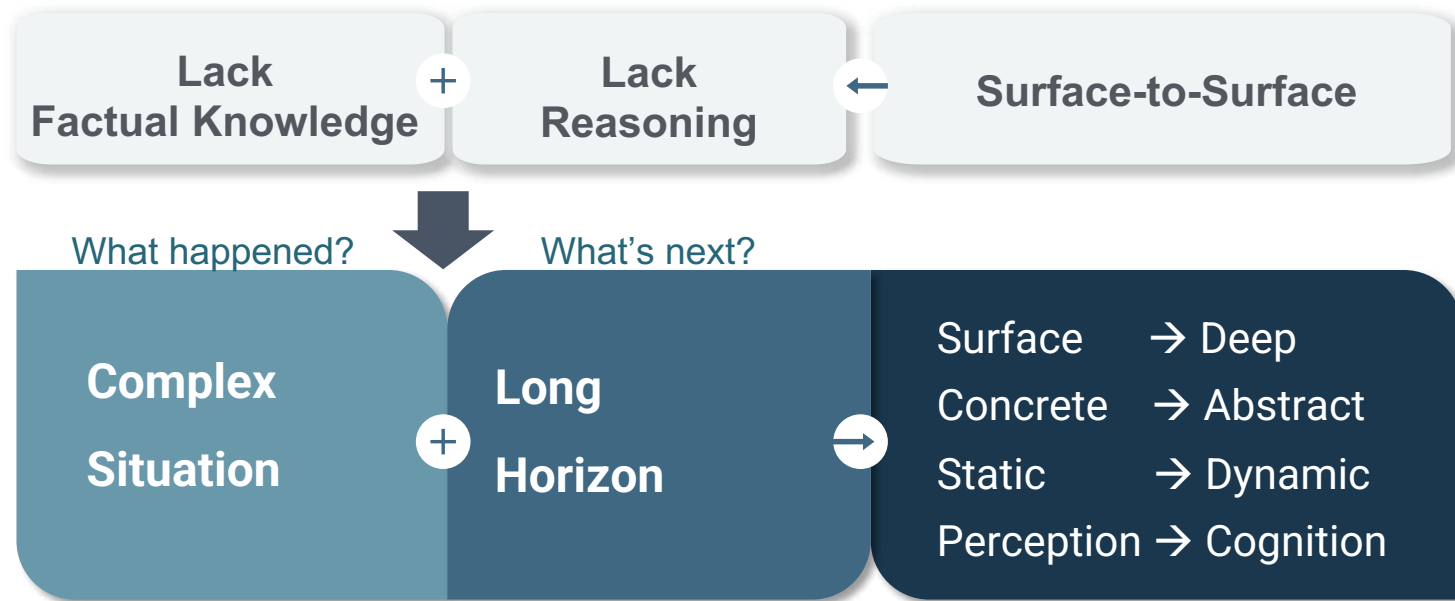 Lack
Factual Knowledge
+
Lack
Reasoning
←
Surface-to-Surface
What happened?
What's next?
Complex
Situation
+
Long
Horizon
→
Surface → Deep
Concrete → Abstract
Static → Dynamic
Perception → Cognition